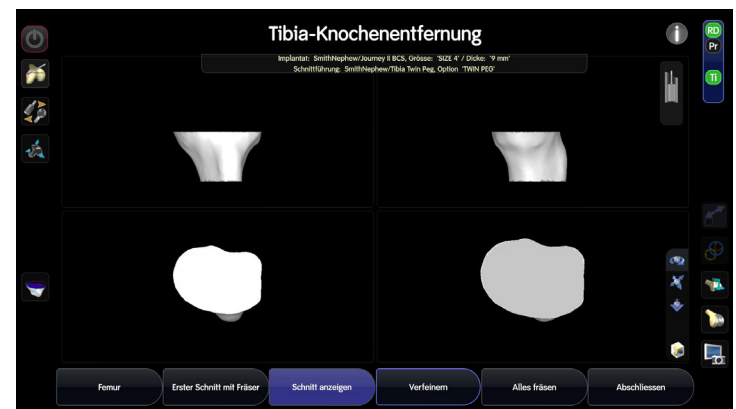 Tibia-Knochenentfernung
Implantat: SmithNephew/Journey II BCS, Grösse: 'SIZE 4' / Dicke: '9 mm'
Schnittführung: SmithNephew/Tibia Twin Peg, Option 'TWIN PEG'
i
RD
Pr
Ti
Femur
Erster Schnitt mit Fräser
Schnitt anzeigen
Verfeinern
Alles fräsen
Abschliessen